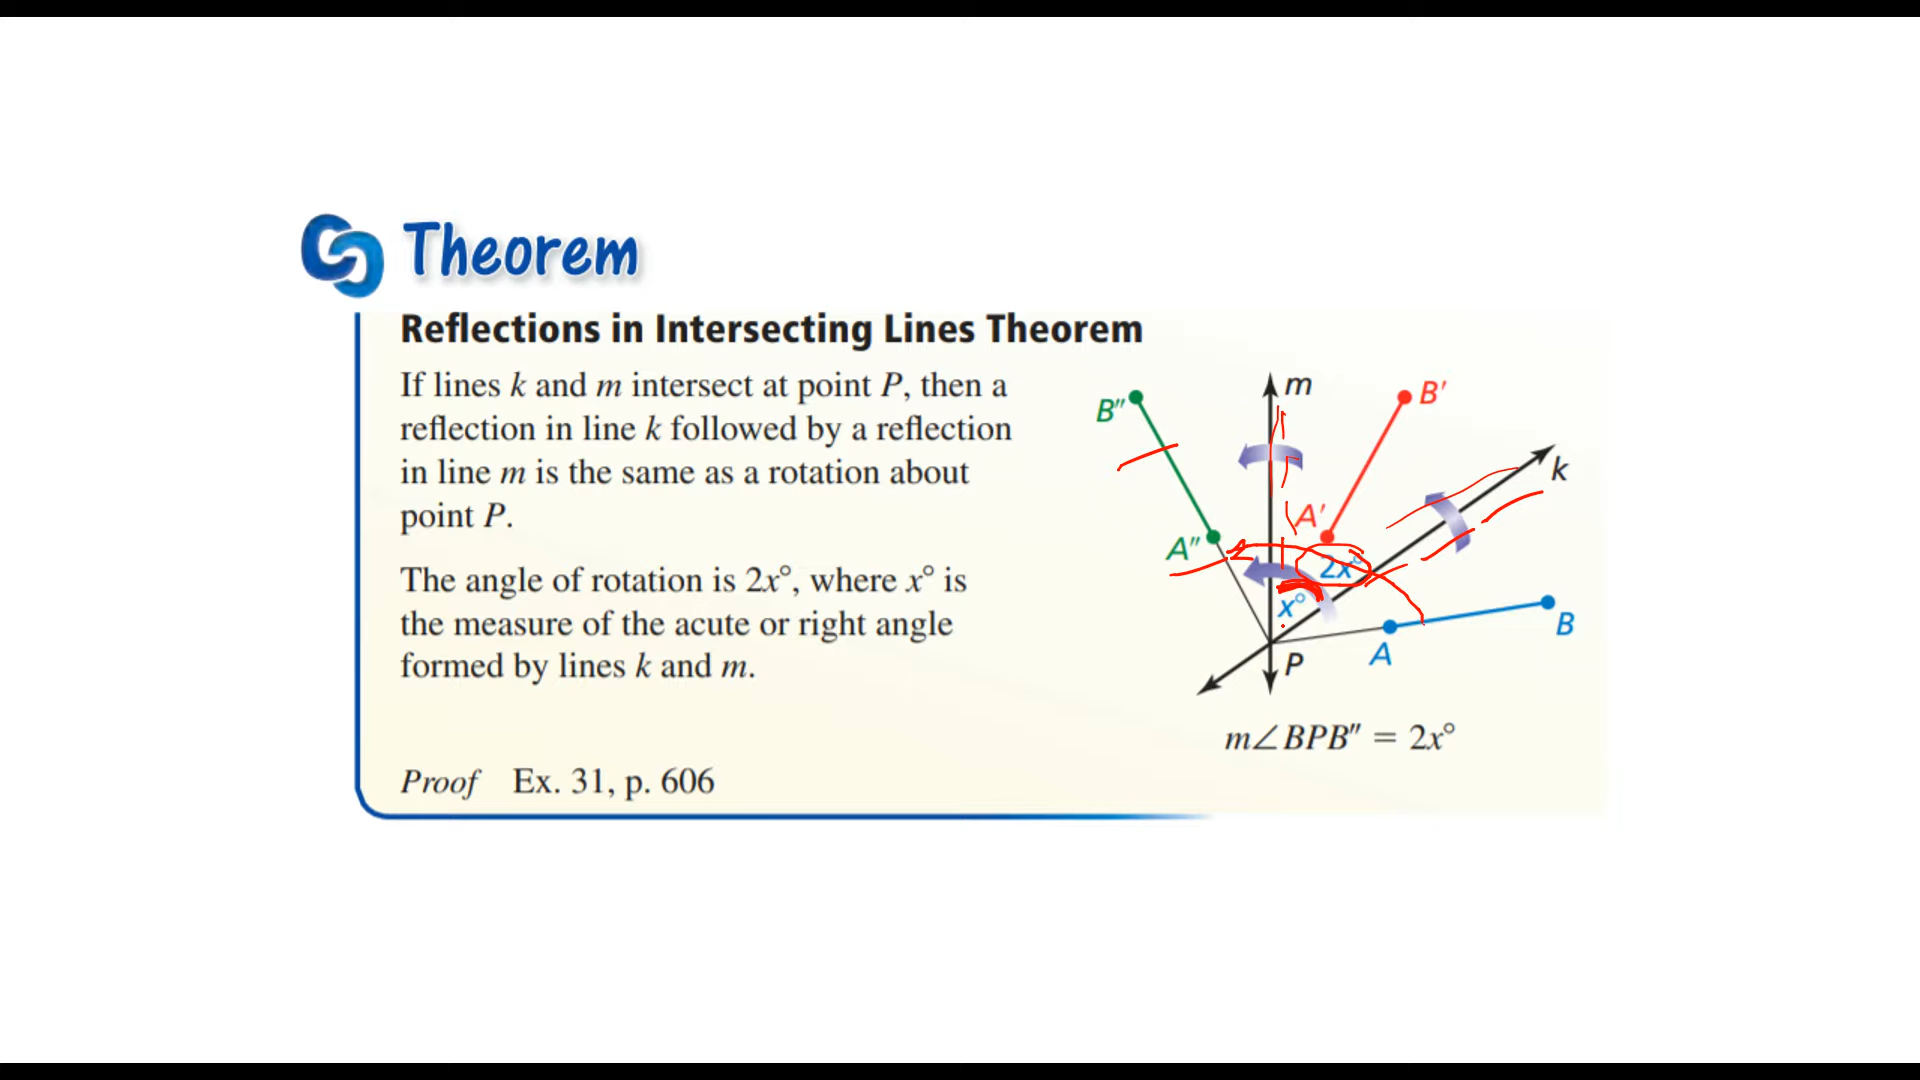 Theorem
Reflections in Intersecting Lines Theorem
If lines k and m intersect at point P, then a
reflection in line k followed by a reflection
in line m is the same as a rotation about
point P.
The angle of rotation is 2x°, where x° is
the measure of the acute or right angle
formed by lines k and m.
Proof Ex. 31, p. 606
B″
m
B′
k
A′
A″
2x°
x°
B
A
P
m∠BPB″ = 2x°